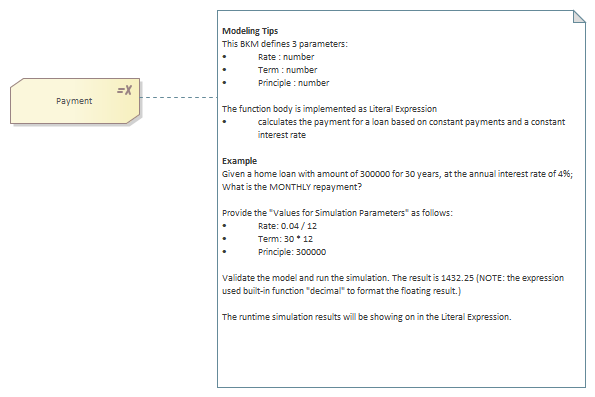 Modeling Tips
This BKM defines 3 parameters:
• Rate : number
• Term : number
• Principle : number
=X
Payment
The function body is implemented as Literal Expression
• calculates the payment for a loan based on constant payments and a constant
interest rate
Example
Given a home loan with amount of 300000 for 30 years, at the annual interest rate of 4%;
What is the MONTHLY repayment?
Provide the "Values for Simulation Parameters" as follows:
• Rate: 0.04 / 12
• Term: 30 * 12
• Principle: 300000
Validate the model and run the simulation. The result is 1432.25 (NOTE: the expression
used built-in function "decimal" to format the floating result.)
The runtime simulation results will be showing on in the Literal Expression.